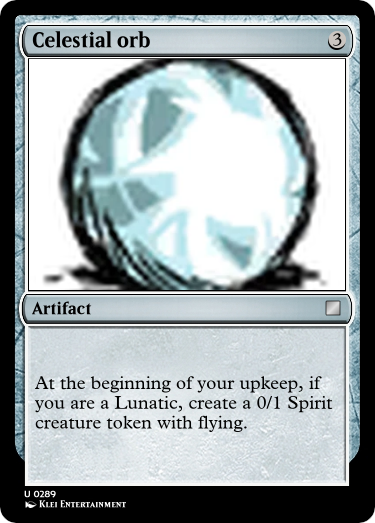 Celestial orb 3
Artifact
At the beginning of your upkeep, if
you are a Lunatic, create a 0/1 Spirit
creature token with flying.
U 0289
Klei Entertainment